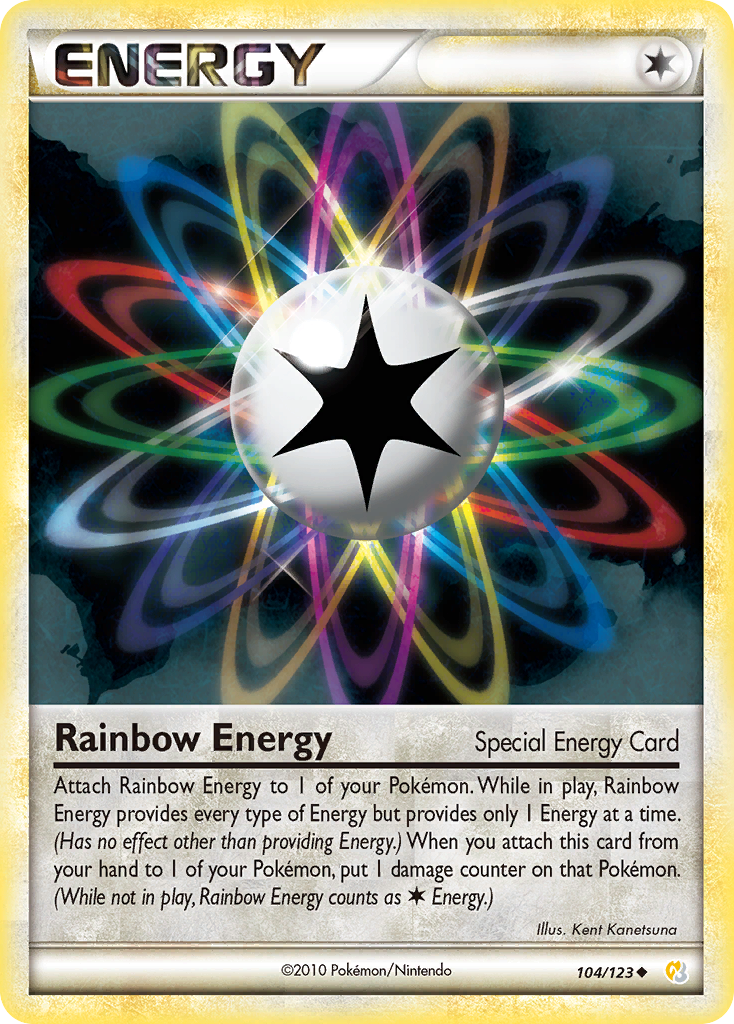 ENERGY
Rainbow Energy Special Energy Card
Attach Rainbow Energy to 1 of your Pokémon. While in play, Rainbow
Energy provides every type of Energy but provides only 1 Energy at a time.
(Has no effect other than providing Energy.) When you attach this card from
your hand to 1 of your Pokémon, put 1 damage counter on that Pokémon.
(While not in play, Rainbow Energy counts as Energy.)
Illus. Kent Kanetsuna
©2010 Pokémon/Nintendo 104/123